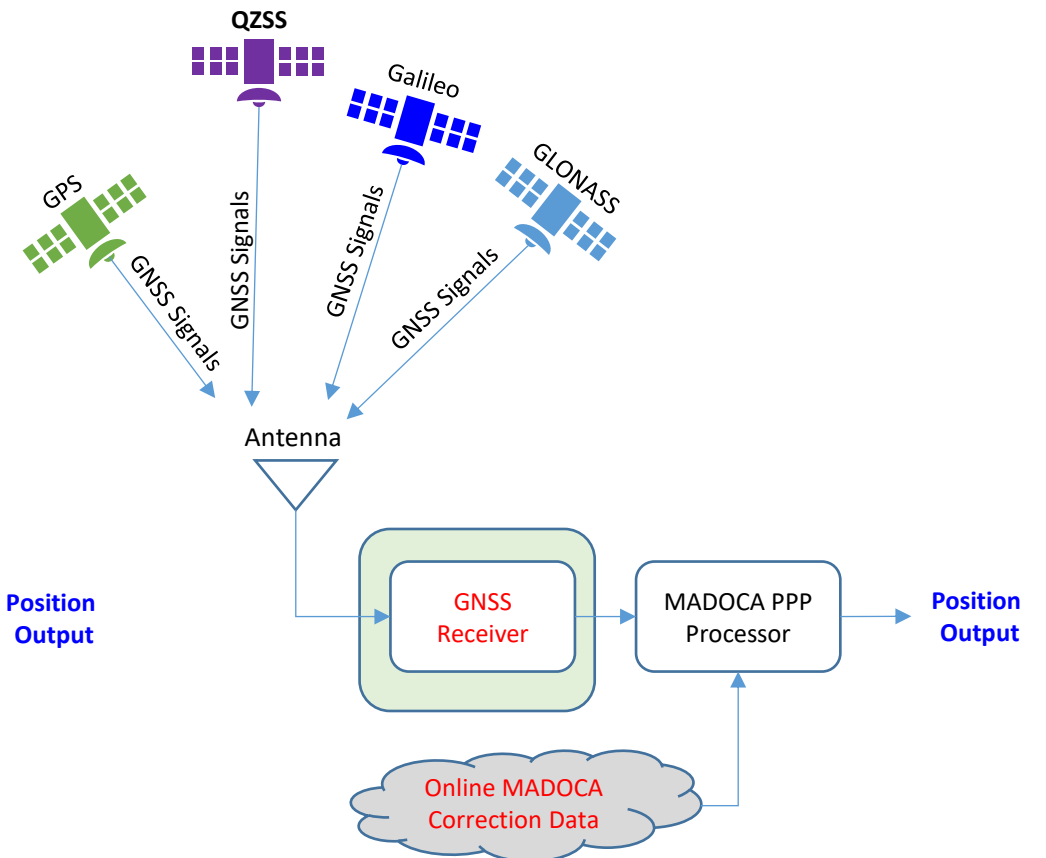 QZSS
Galileo
GLONASS
GPS
GNSS Signals
GNSS Signals
GNSS Signals
GNSS Signals
Antenna
Position
Output
GNSS
Receiver
MADOCA PPP
Processor
Position
Output
Online MADOCA
Correction Data